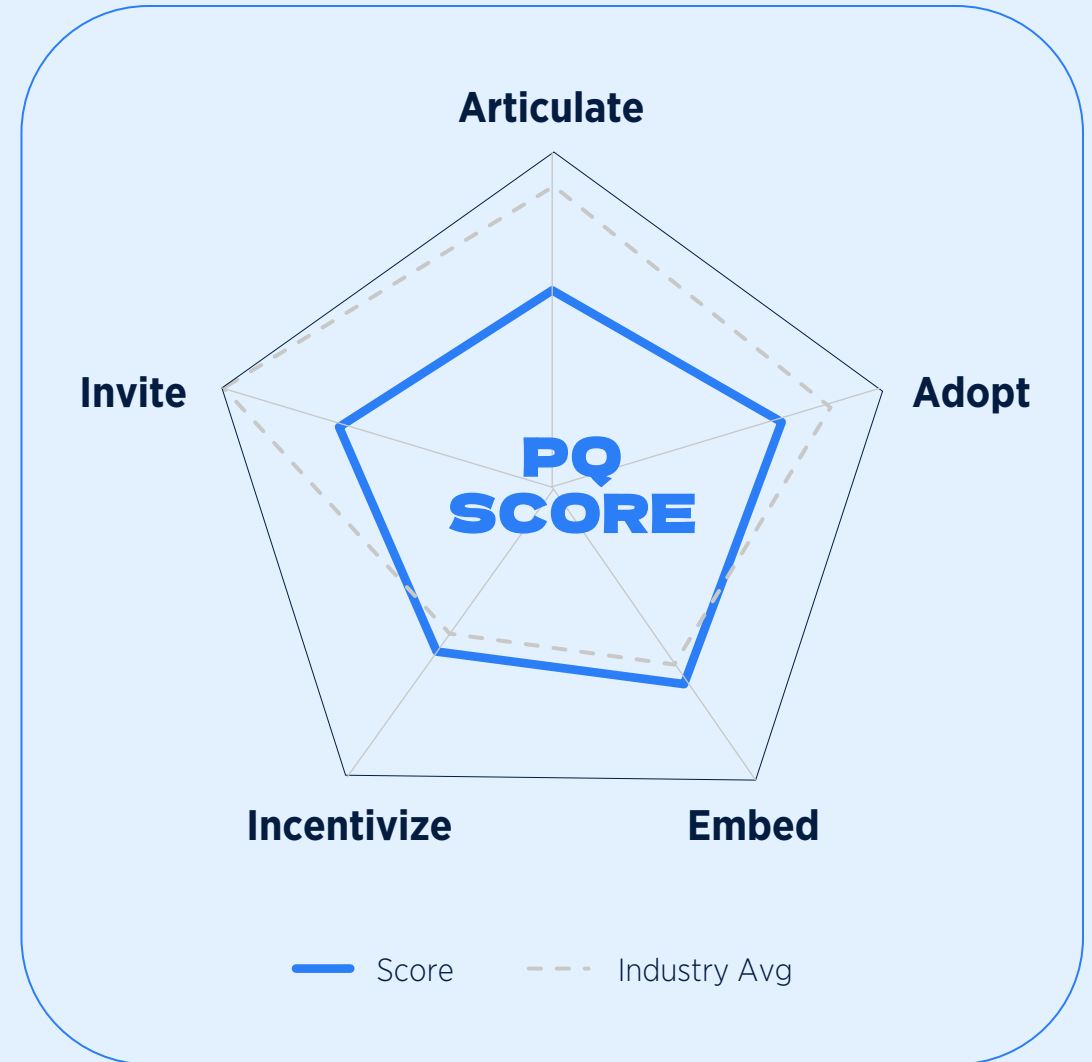 Articulate
Invite
Adopt
PQ
SCORE
Incentivize
Embed
Score
Industry Avg